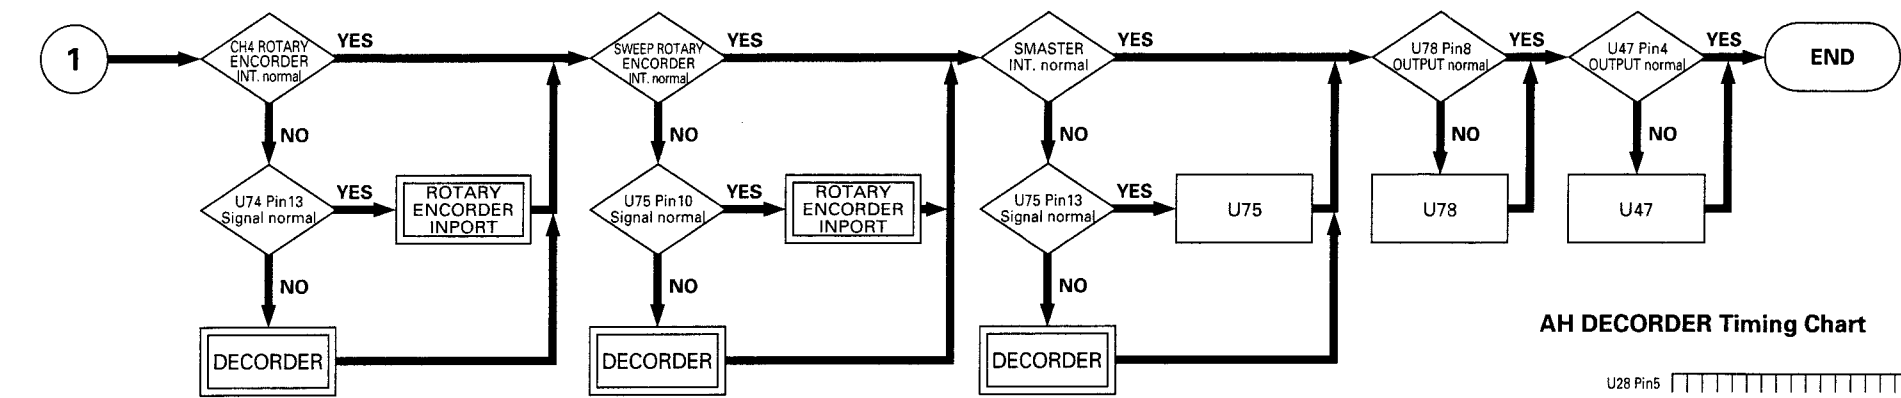 1
CH4 ROTARY
ENCORDER
INT. normal
YES
SWEEP ROTARY
ENCORDER
INT. normal
YES
SMASTER
INT. normal
YES
U78 Pin8
OUTPUT normal
YES
U47 Pin4
OUTPUT normal
YES
END
NO
NO
NO
NO
NO
U74 Pin13
Signal normal
YES
ROTARY
ENCORDER
INPORT
U75 Pin10
Signal normal
YES
ROTARY
ENCORDER
INPORT
U75 Pin13
Signal normal
YES
U75
U78
U47
NO
NO
NO
DECORDER
DECORDER
DECORDER
AH DECORDER Timing Chart
U28 Pin5